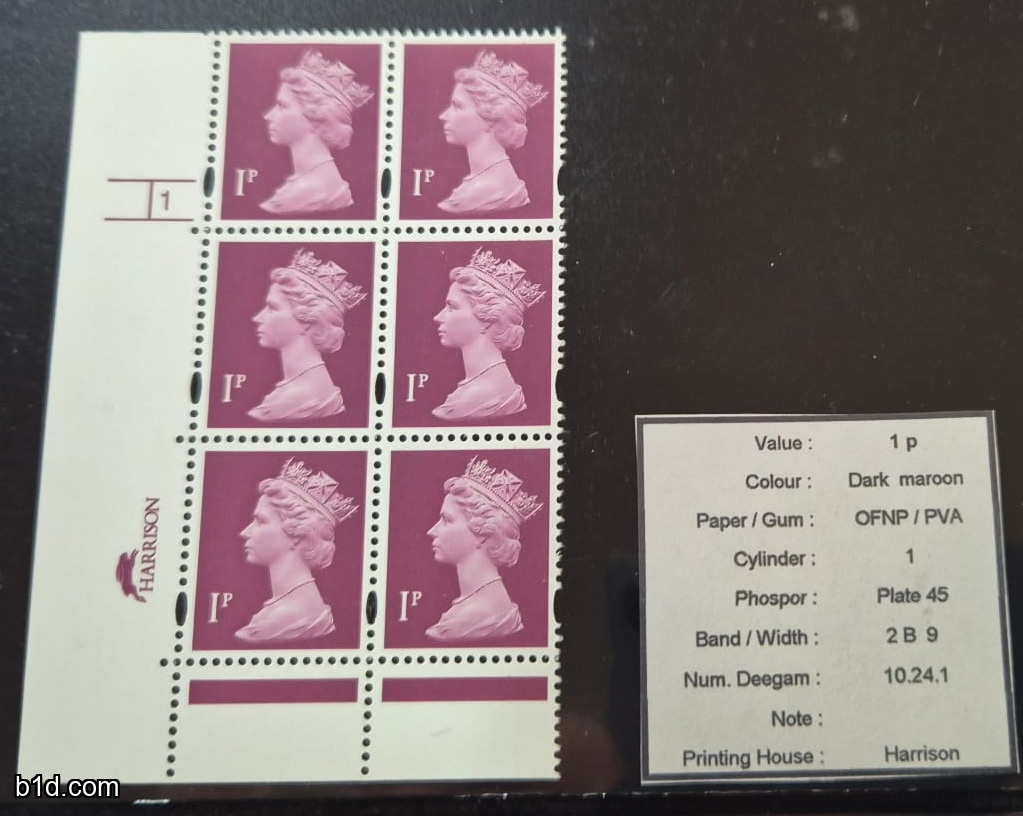 1P 1P
1
1P 1P
1P 1P
HARRISON
Value : 1 p
Colour : Dark maroon
Paper / Gum : OFNP / PVA
Cylinder : 1
Phospor : Plate 45
Band / Width : 2 B 9
Num. Deegam : 10.24.1
Note :
Printing House : Harrison
b1d.com